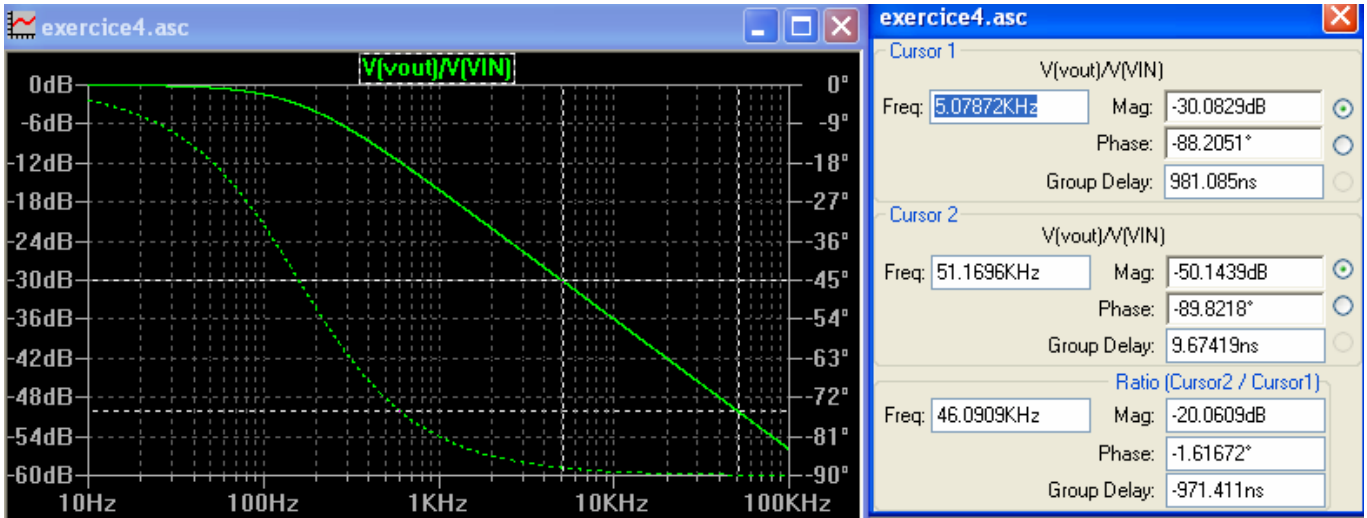 exercice4.asc
V(vout)/V(VIN)
0dB 0°
-6dB -9°
-12dB -18°
-18dB -27°
-24dB -36°
-30dB -45°
-36dB -54°
-42dB -63°
-48dB -72°
-54dB -81°
-60dB -90°
10Hz 100Hz 1KHz 10KHz 100KHz
exercice4.asc
Cursor 1
V(vout)/V(VIN)
Freq: 5.07872KHz Mag: -30.0829dB
Phase: -88.2051°
Group Delay: 981.085ns
Cursor 2
V(vout)/V(VIN)
Freq: 51.1696KHz Mag: -50.1439dB
Phase: -89.8218°
Group Delay: 9.67419ns
Ratio (Cursor2 / Cursor1)
Freq: 46.0909KHz Mag: -20.0609dB
Phase: -1.61672°
Group Delay: -971.411ns